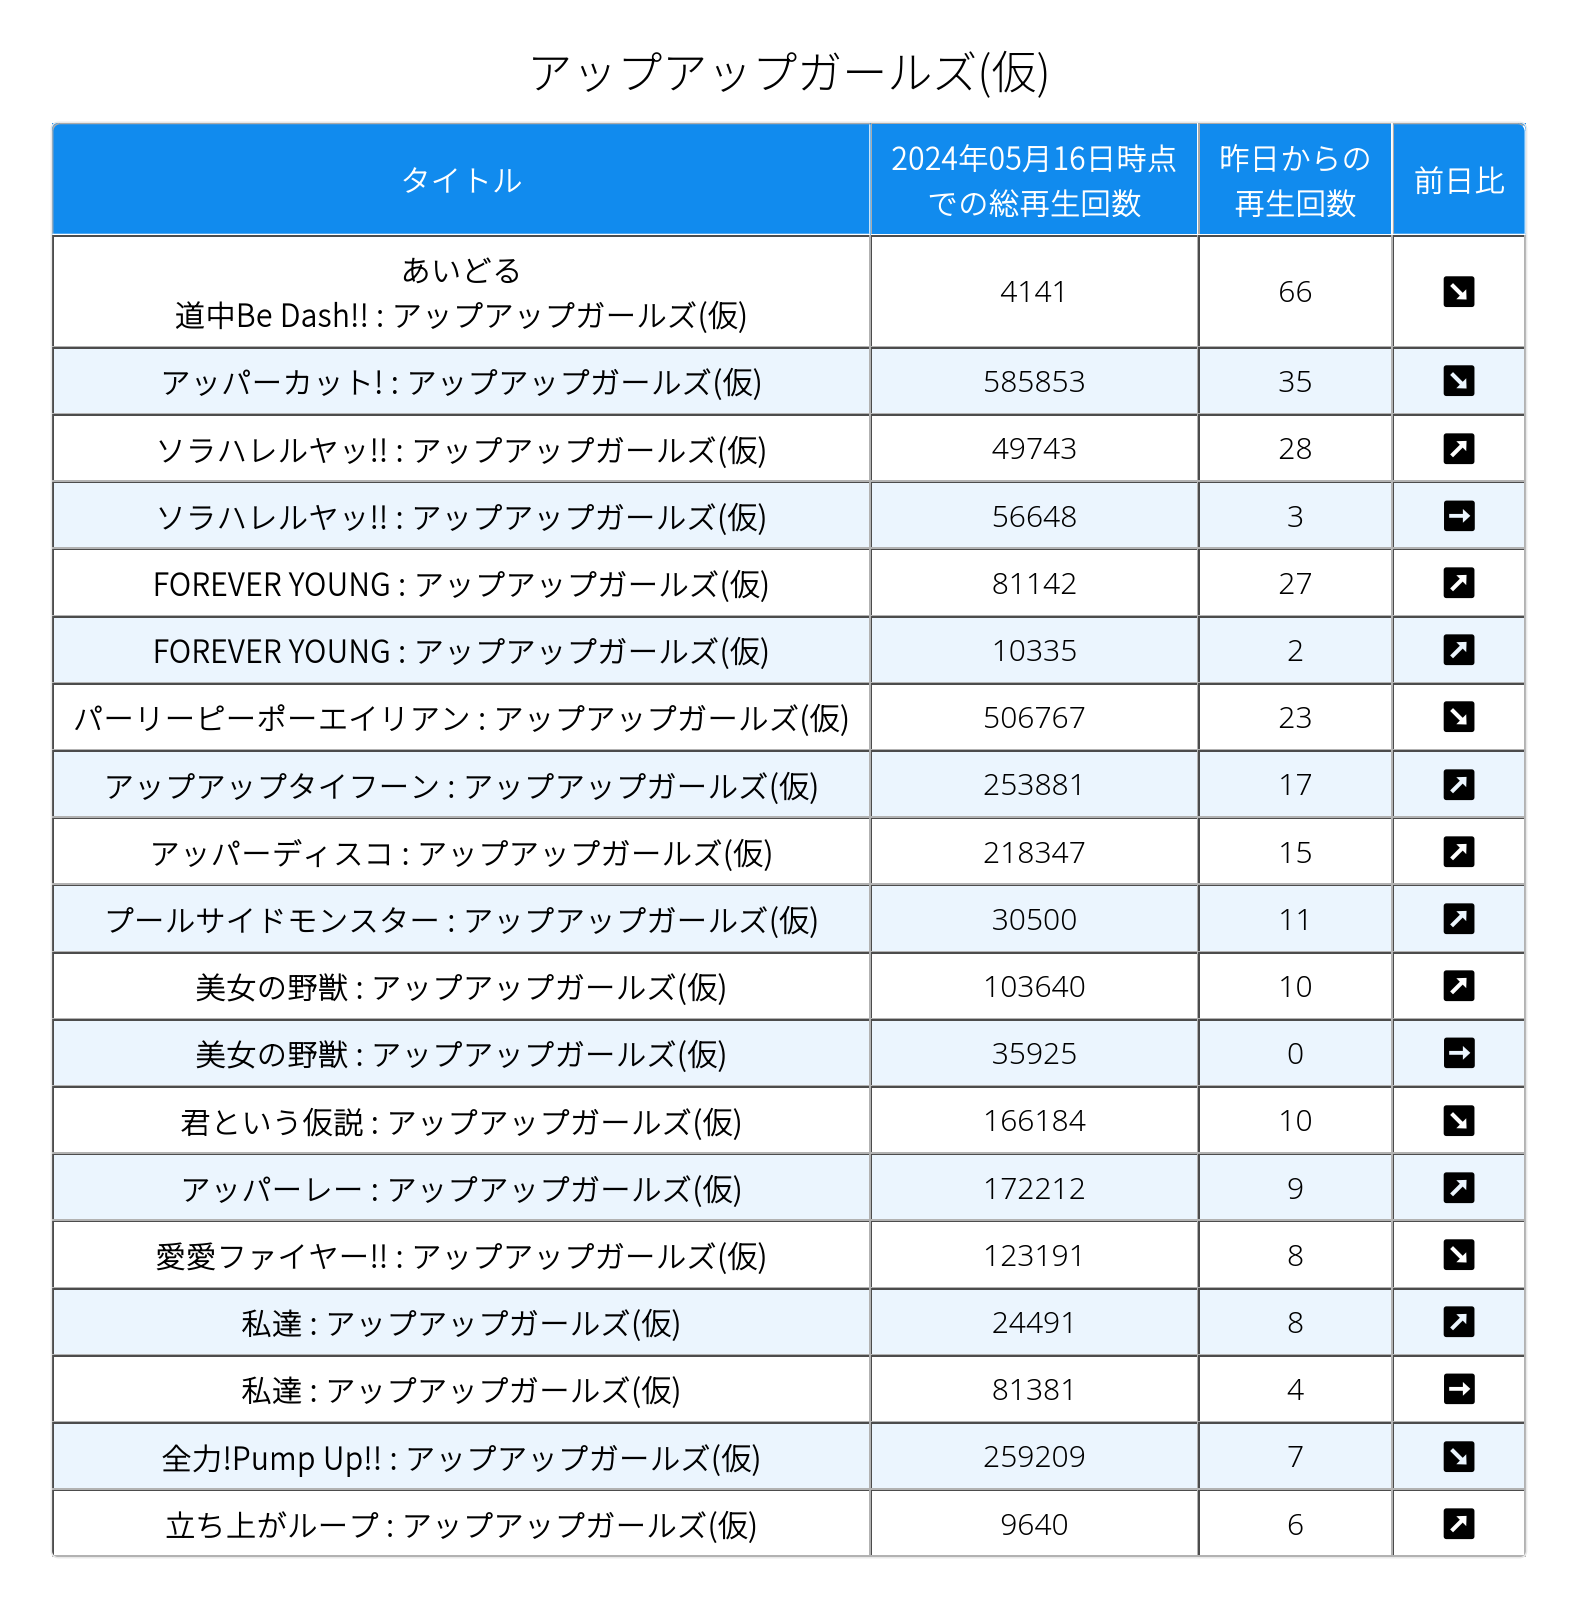 アップアップガールズ(仮)
タイトル
2024年05月16日時点
での総再生回数
昨日からの
再生回数
前日比
あいどる
道中Be Dash!! : アップアップガールズ(仮)
4141
66
アッパーカット! : アップアップガールズ(仮)
585853
35
ソラハレルヤッ!! : アップアップガールズ(仮)
49743
28
ソラハレルヤッ!! : アップアップガールズ(仮)
56648
3
FOREVER YOUNG : アップアップガールズ(仮)
81142
27
FOREVER YOUNG : アップアップガールズ(仮)
10335
2
パーリーピーポーエイリアン : アップアップガールズ(仮)
506767
23
アップアップタイフーン : アップアップガールズ(仮)
253881
17
アッパーディスコ : アップアップガールズ(仮)
218347
15
プールサイドモンスター : アップアップガールズ(仮)
30500
11
美女の野獣 : アップアップガールズ(仮)
103640
10
美女の野獣 : アップアップガールズ(仮)
35925
0
君という仮説 : アップアップガールズ(仮)
166184
10
アッパーレー : アップアップガールズ(仮)
172212
9
愛愛ファイヤー!! : アップアップガールズ(仮)
123191
8
私達 : アップアップガールズ(仮)
24491
8
私達 : アップアップガールズ(仮)
81381
4
全力!Pump Up!! : アップアップガールズ(仮)
259209
7
立ち上がループ : アップアップガールズ(仮)
9640
6